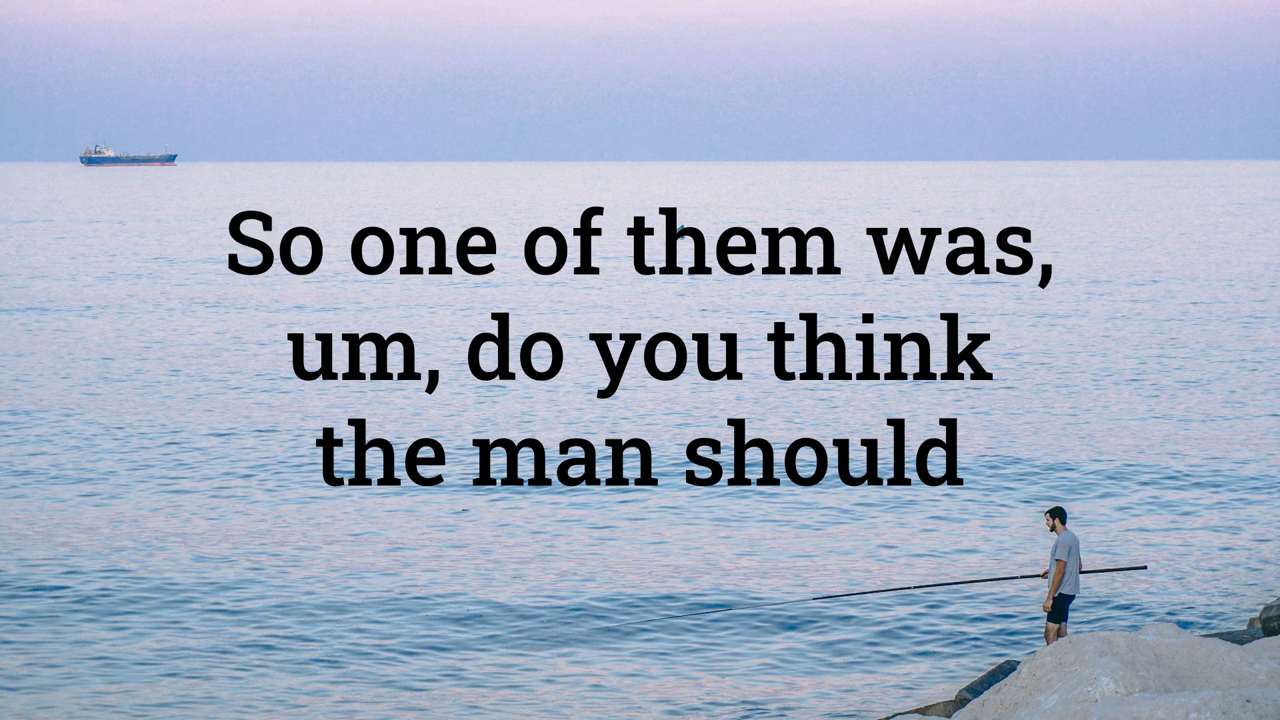 So one of them was,
um, do you think
the man should